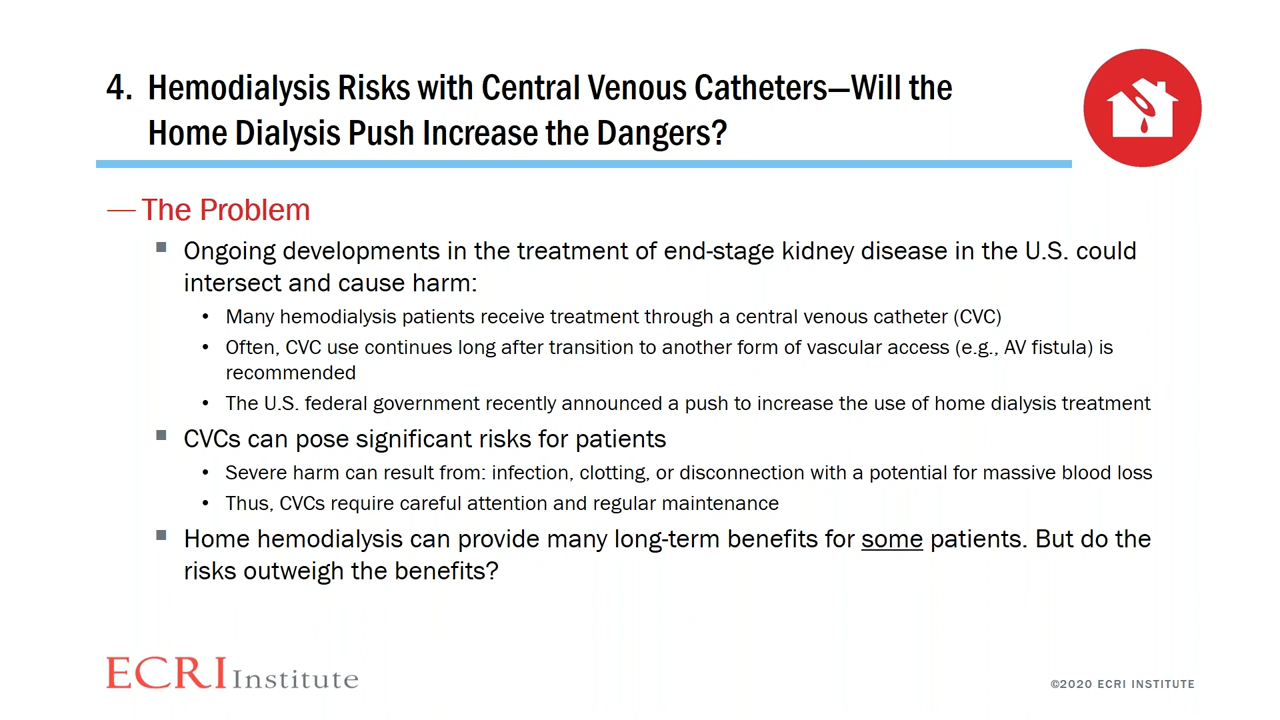 4. Hemodialysis Risks with Central Venous Catheters—Will the
Home Dialysis Push Increase the Dangers?
— The Problem
▪ Ongoing developments in the treatment of end-stage kidney disease in the U.S. could
intersect and cause harm:
• Many hemodialysis patients receive treatment through a central venous catheter (CVC)
• Often, CVC use continues long after transition to another form of vascular access (e.g., AV fistula) is
recommended
• The U.S. federal government recently announced a push to increase the use of home dialysis treatment
▪ CVCs can pose significant risks for patients
• Severe harm can result from: infection, clotting, or disconnection with a potential for massive blood loss
• Thus, CVCs require careful attention and regular maintenance
▪ Home hemodialysis can provide many long-term benefits for some patients. But do the
risks outweigh the benefits?
ECRI Institute
©2020 ECRI INSTITUTE